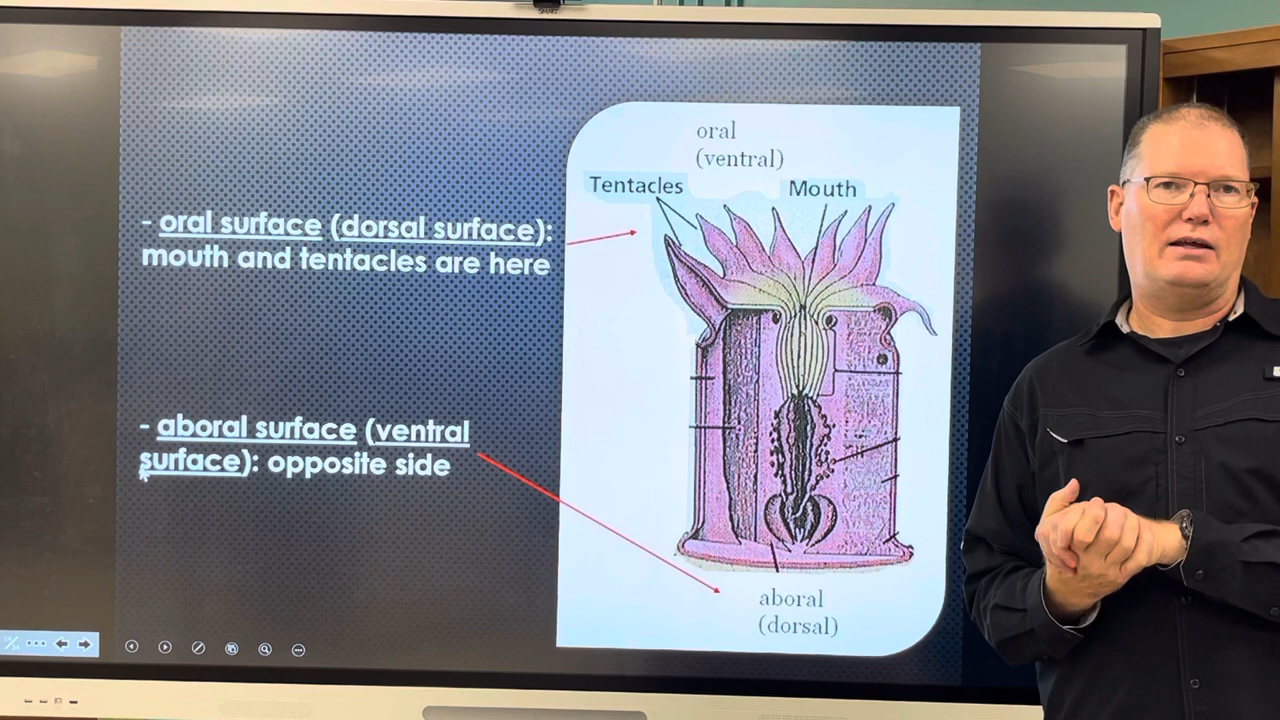 SMART
- oral surface (dorsal surface):
mouth and tentacles are here
- aboral surface (ventral
surface): opposite side
oral
(ventral)
Tentacles
Mouth
aboral
(dorsal)